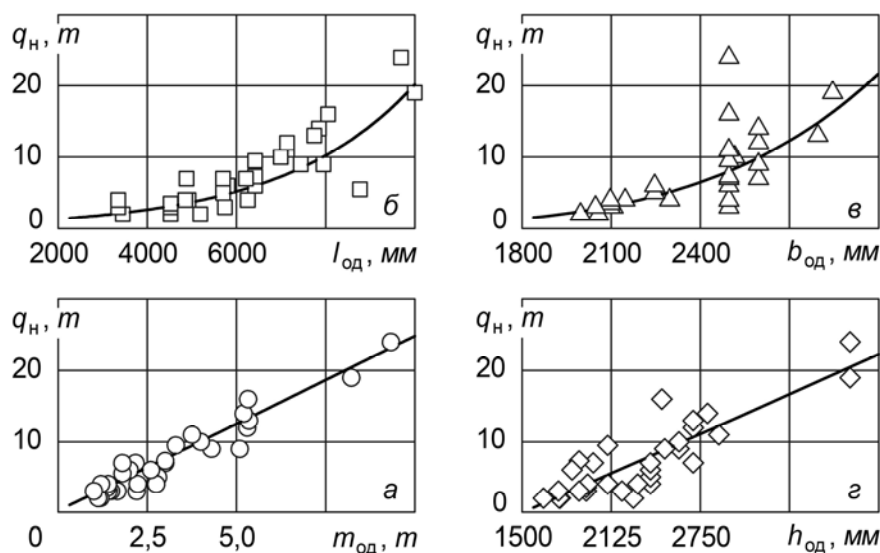 qн, т
20
10
0
б
2000 4000 6000 lод, мм
qн, т
20
10
0
в
1800 2100 2400 bод, мм
qн, т
20
10
а
0 2,5 5,0 mод, т
qн, т
20
10
0
г
1500 2125 2750 hод, мм